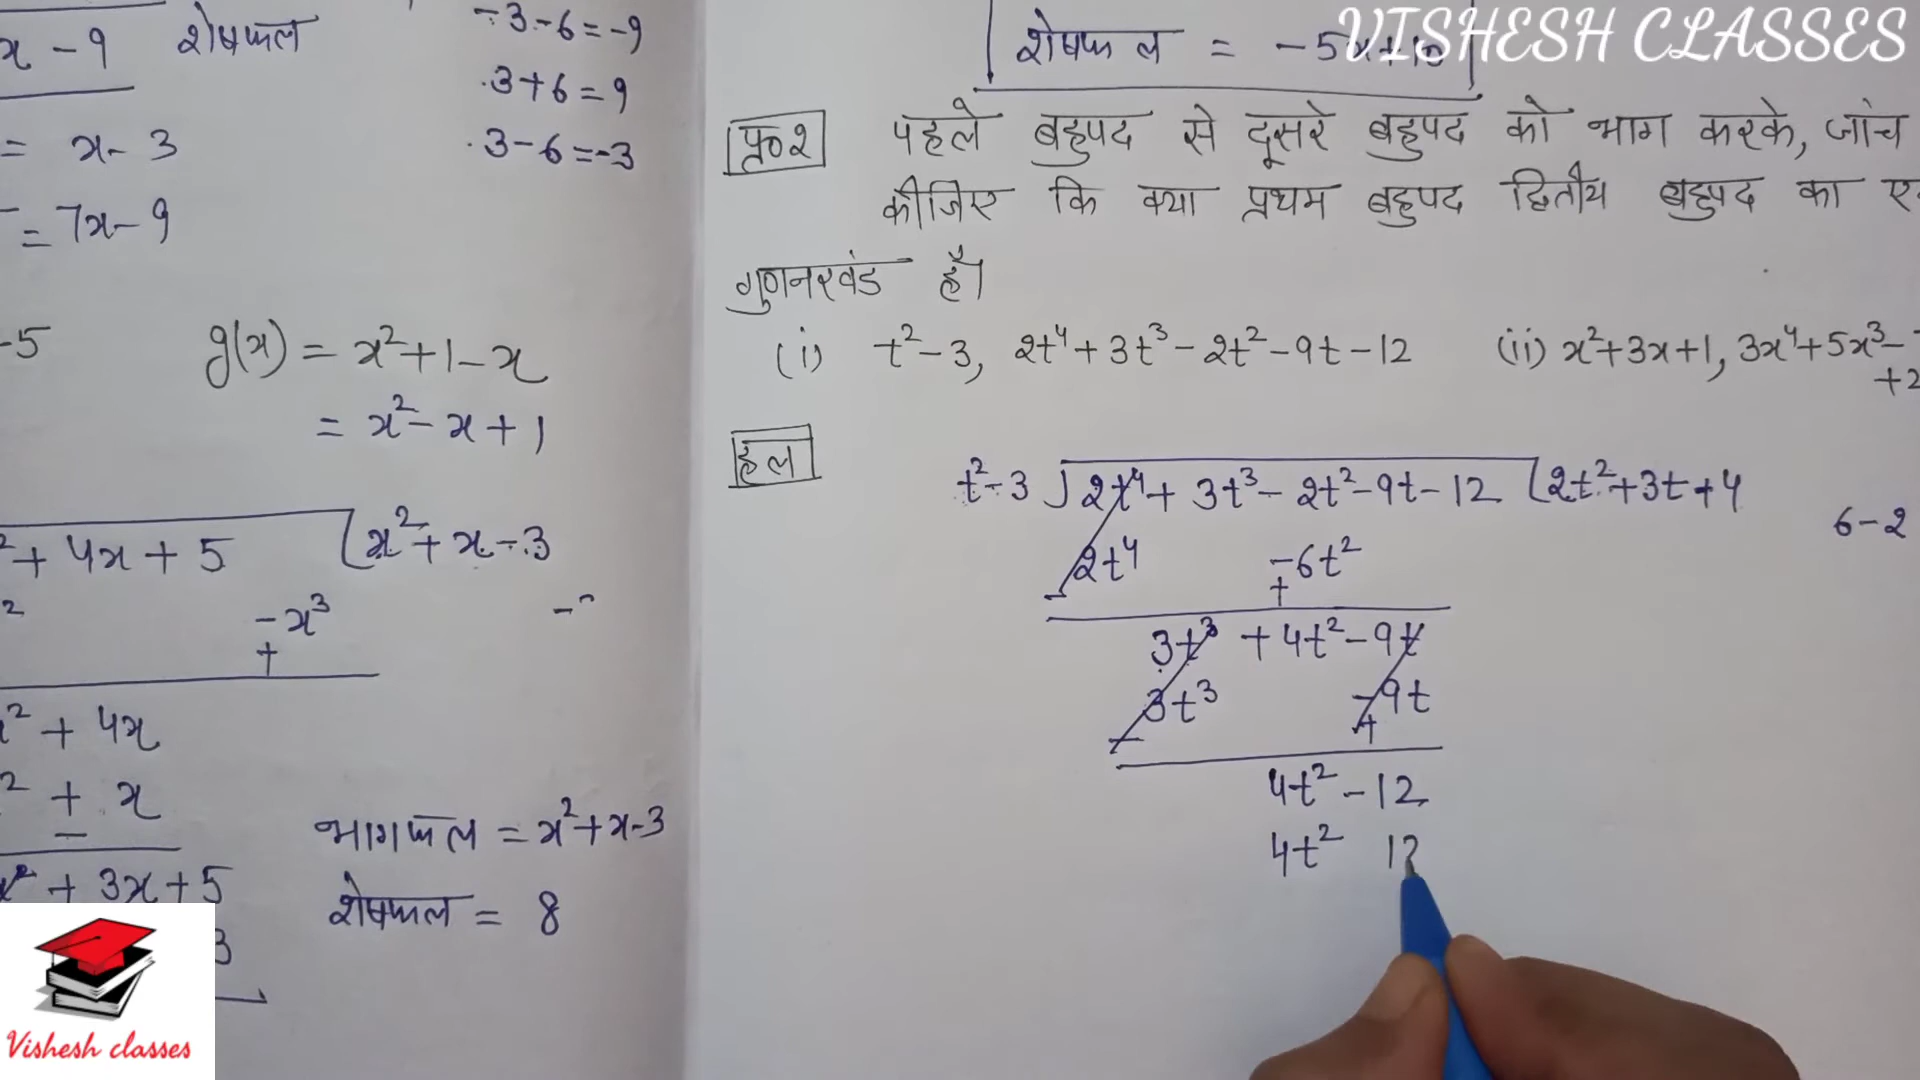 VISHESH CLASSES
x - 9 शेषफल
= x - 3
= 7x - 9
-3 - 6 = -9
3 + 6 = 9
3 - 6 = -3
-5 g(x) = x² + 1 - x
= x² - x + 1
+ 4x + 5 x² + x - 3
- x³
+
+ 4x
+ x
-
+ 3x + 5
भागफल = x² + x - 3
शेषफल = 8
3
Vishesh classes
शेषफल = -5x + 10
प्र०२ पहले बहुपद से दूसरे बहुपद को भाग करके, जांच
कीजिए कि क्या प्रथम बहुपद द्वितीय बहुपद का
गुणनखंड है।
(i) t² - 3, 2t⁴ + 3t³ - 2t² - 9t - 12 (ii) x² + 3x + 1, 3x⁴ + 5x³ -
+ 2
हल
t² - 3 ) 2t⁴ + 3t³ - 2t² - 9t - 12 ( 2t² + 3t + 4
6 - 2
2t⁴ - 6t²
- +
3t³ + 4t² - 9t
3t³ - 9t
- +
4t² - 12
4t² 12